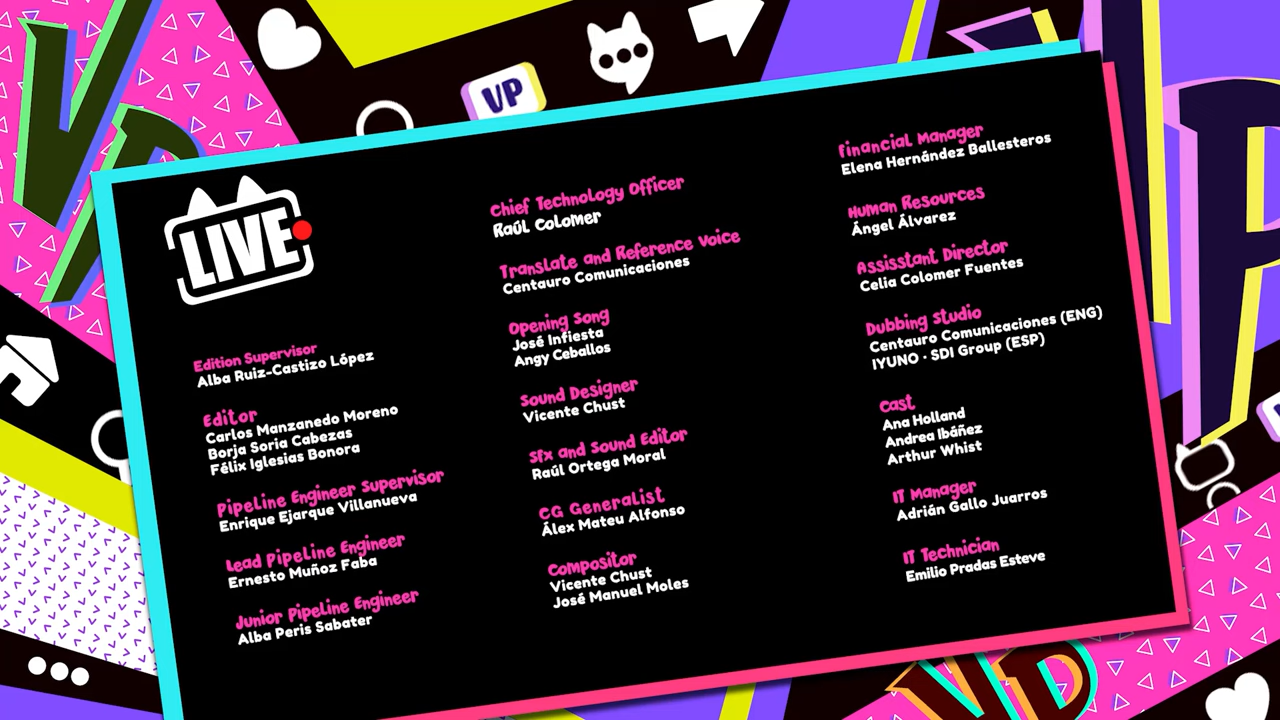 VP
VP
VP
LIVE
Edition Supervisor
Alba Ruiz-Castizo López
Editor
Carlos Manzanedo Moreno
Borja Soria Cabezas
Félix Iglesias Bonora
Pipeline Engineer Supervisor
Enrique Ejarque Villanueva
Lead Pipeline Engineer
Ernesto Muñoz Faba
Junior Pipeline Engineer
Alba Peris Sabater
Chief Technology Officer
Raúl Colomer
Translate and Reference Voice
Centauro Comunicaciones
Opening Song
José Infiesta
Angy Ceballos
Sound Designer
Vicente Chust
Sfx and Sound Editor
Raúl Ortega Moral
CG Generalist
Álex Mateu Alfonso
Compositor
Vicente Chust
José Manuel Moles
Financial Manager
Elena Hernández Ballesteros
Human Resources
Ángel Álvarez
Assisstant Director
Celia Colomer Fuentes
Dubbing Studio
Centauro Comunicaciones (ENG)
IYUNO · SDI Group (ESP)
Cast
Ana Holland
Andrea Ibáñez
Arthur Whist
IT Manager
Adrián Gallo Juarros
IT Technician
Emilio Pradas Esteve
VP